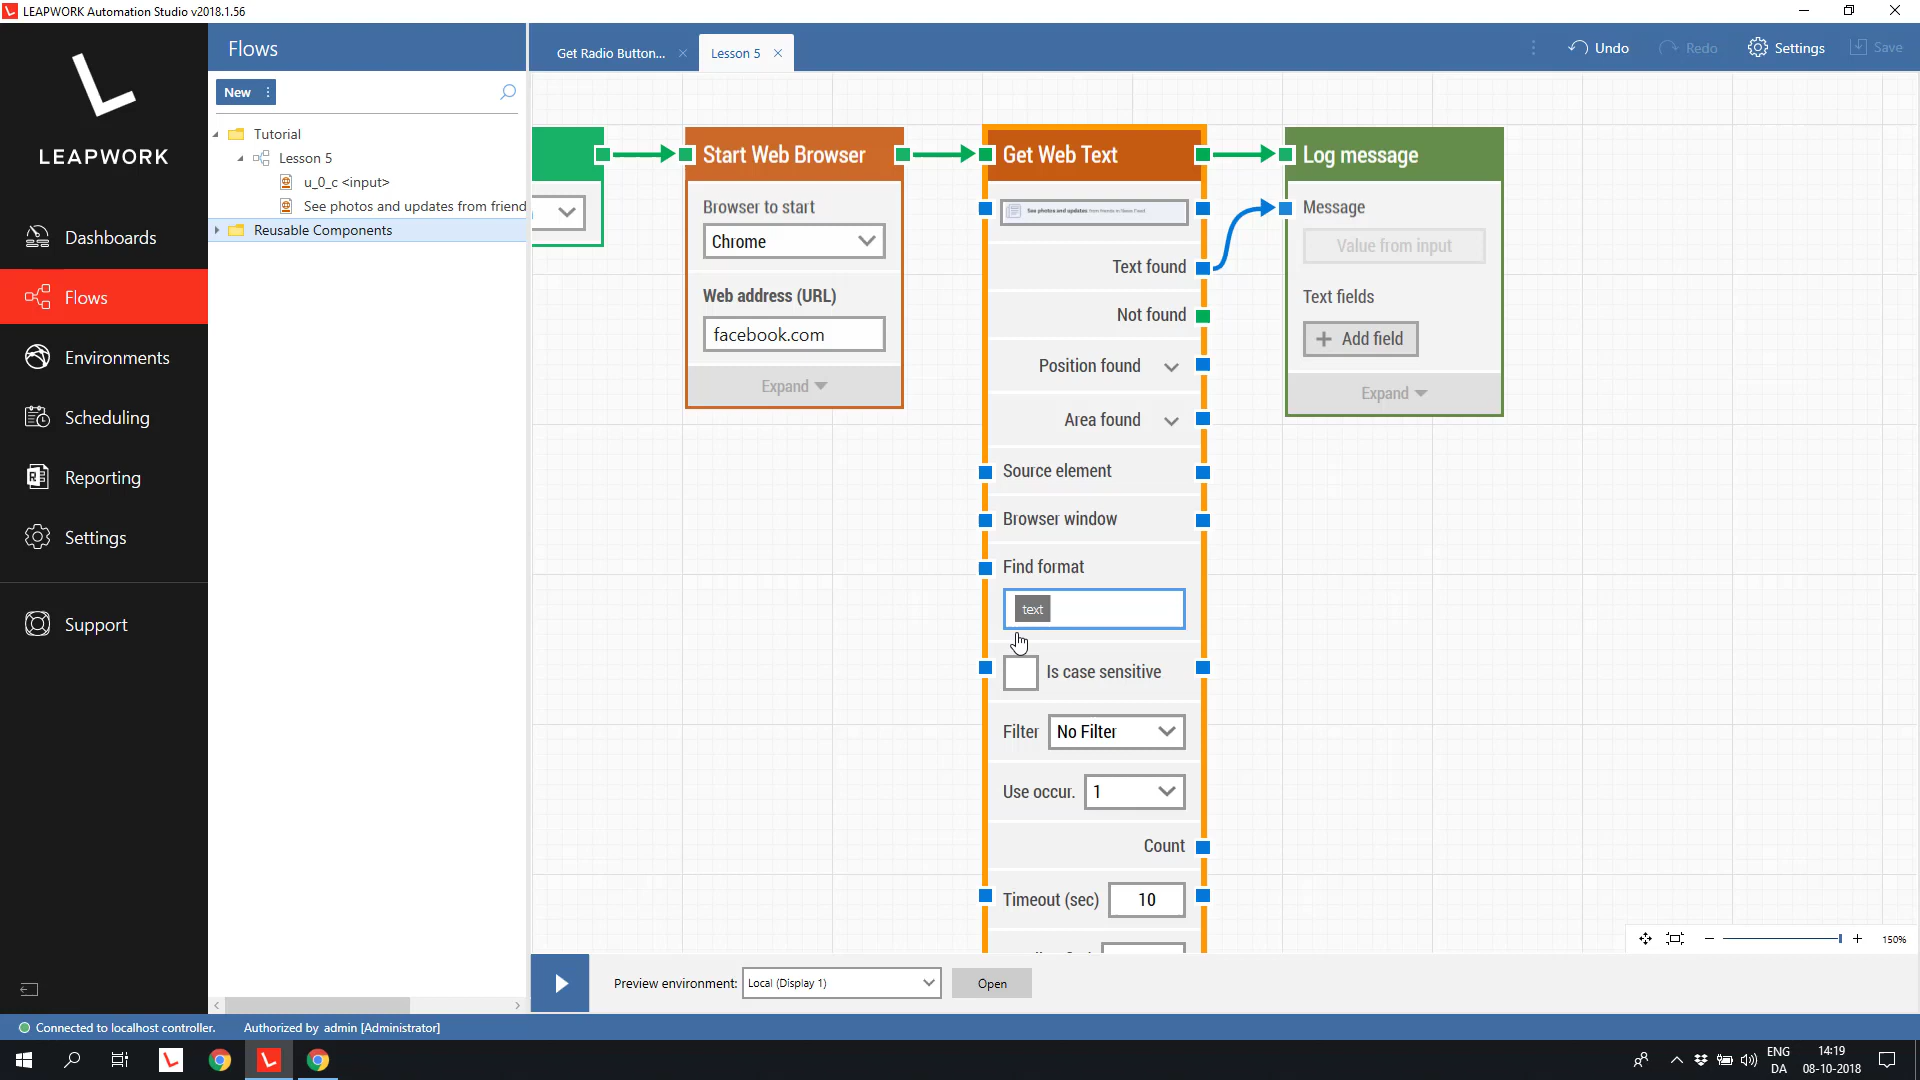 LEAPWORK Automation Studio v2018.1.56
LEAPWORK
Dashboards
Flows
Environments
Scheduling
Reporting
Settings
Support
Flows
New
Tutorial
Lesson 5
u_0_c <input>
See photos and updates from friend
Reusable Components
Get Radio Button...
Lesson 5
Undo
Redo
Settings
Save
Start Web Browser
Browser to start
Chrome
Web address (URL)
facebook.com
Expand
Get Web Text
See photos and updates
Text found
Not found
Position found
Area found
Source element
Browser window
Find format
text
Is case sensitive
Filter
No Filter
Use occur.
1
Count
Timeout (sec)
10
Log message
Message
Value from input
Text fields
Add field
Expand
150%
Preview environment:
Local (Display 1)
Open
Connected to localhost controller.
Authorized by admin [Administrator]
ENG
DA
14:19
08-10-2018